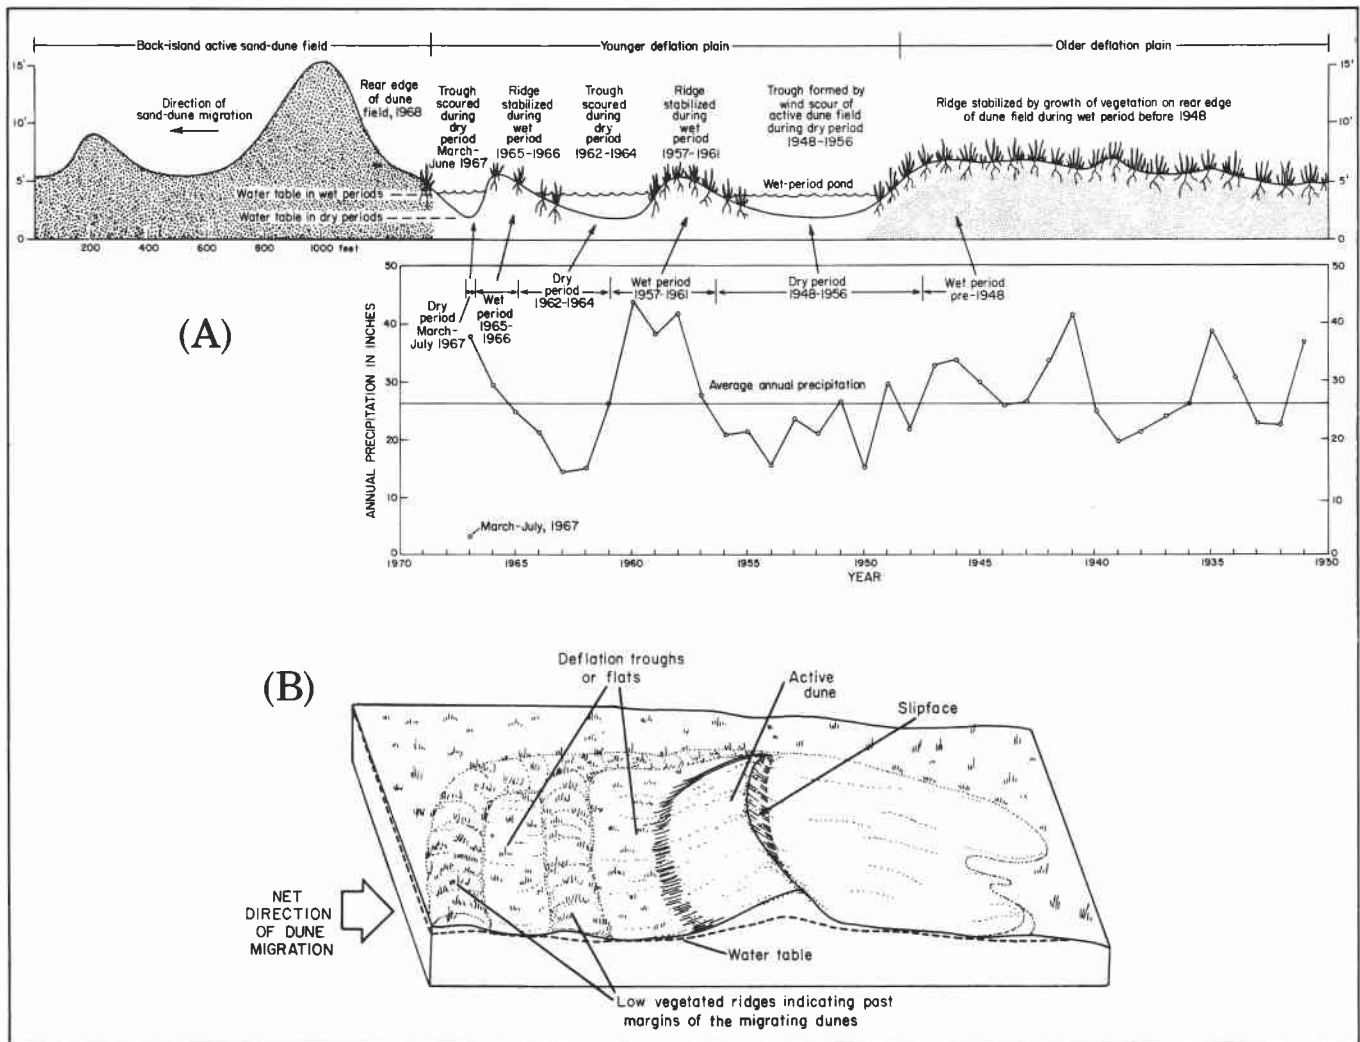 Back-island active sand-dune field
Younger deflation plain
Older deflation plain
15'
10'
5'
0
Direction of
sand-dune migration
Rear edge
of dune
field, 1968
Trough
scoured
during
dry
period
March-
June 1967
Ridge
stabilized
during
wet
period
1965-1966
Trough
scoured
during
dry
period
1962-1964
Ridge
stabilized
during
wet
period
1957-1961
Trough formed by
wind scour of
active dune field
during dry period
1948-1956
Ridge stabilized by growth of vegetation on rear edge
of dune field during wet period before 1948
15'
10'
5'
0
Water table in wet periods
Water table in dry periods
Wet-period pond
200 400 600 800 1000 feet
(A)
Dry
period
March-
July 1967
Wet
period
1965-
1966
Dry
period
1962-1964
Wet period
1957-1961
Dry period
1948-1956
Wet period
pre-1948
ANNUAL PRECIPITATION IN INCHES
50
40
30
20
10
0
Average annual precipitation
March-July, 1967
50
40
30
20
10
0
1970 1965 1960 1955 1950 1945 1940 1935 1950
YEAR
(B)
Deflation troughs
or flats
Active
dune
Slipface
NET
DIRECTION
OF DUNE
MIGRATION
Water table
Low vegetated ridges indicating past
margins of the migrating dunes